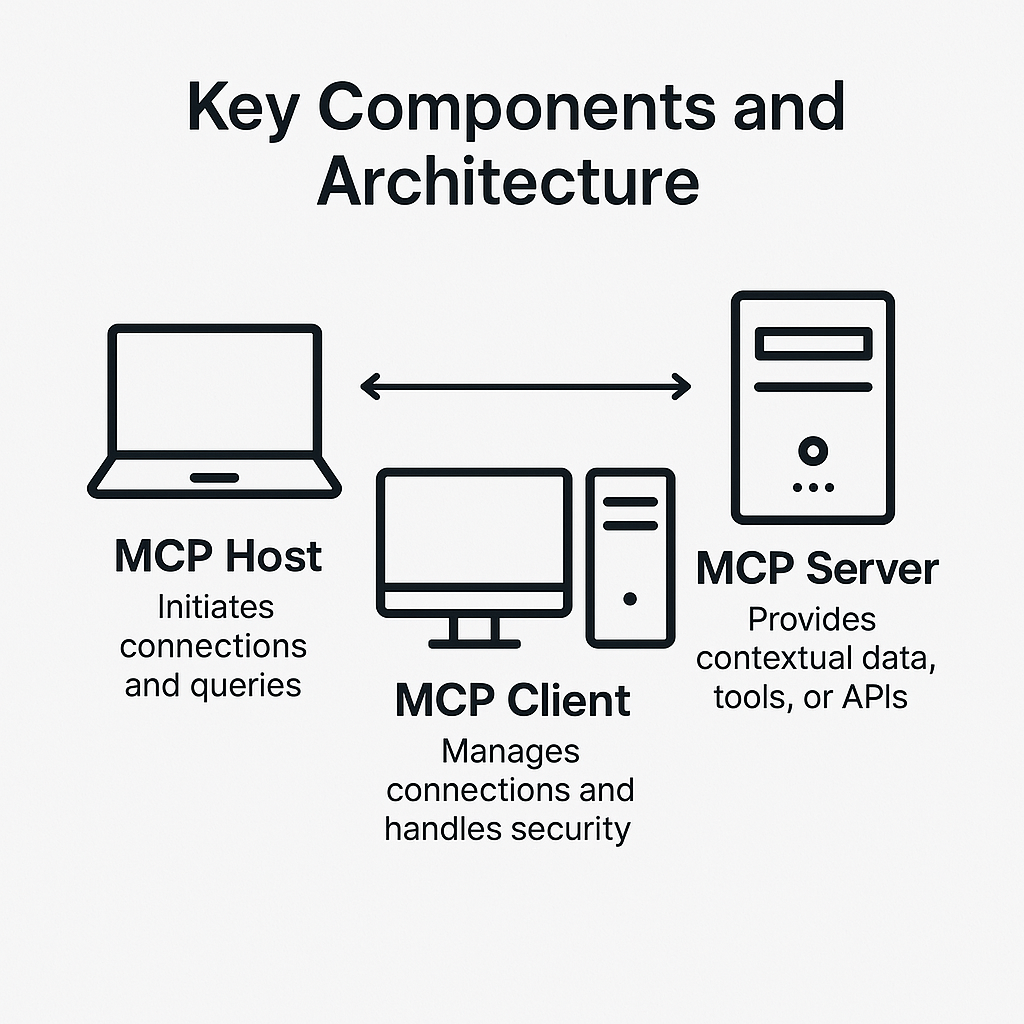 Key Components and
Architecture
MCP Host
Initiates
connections
and queries
MCP Client
Manages
connections and
handles security
MCP Server
Provides
contextual data,
tools, or APIs